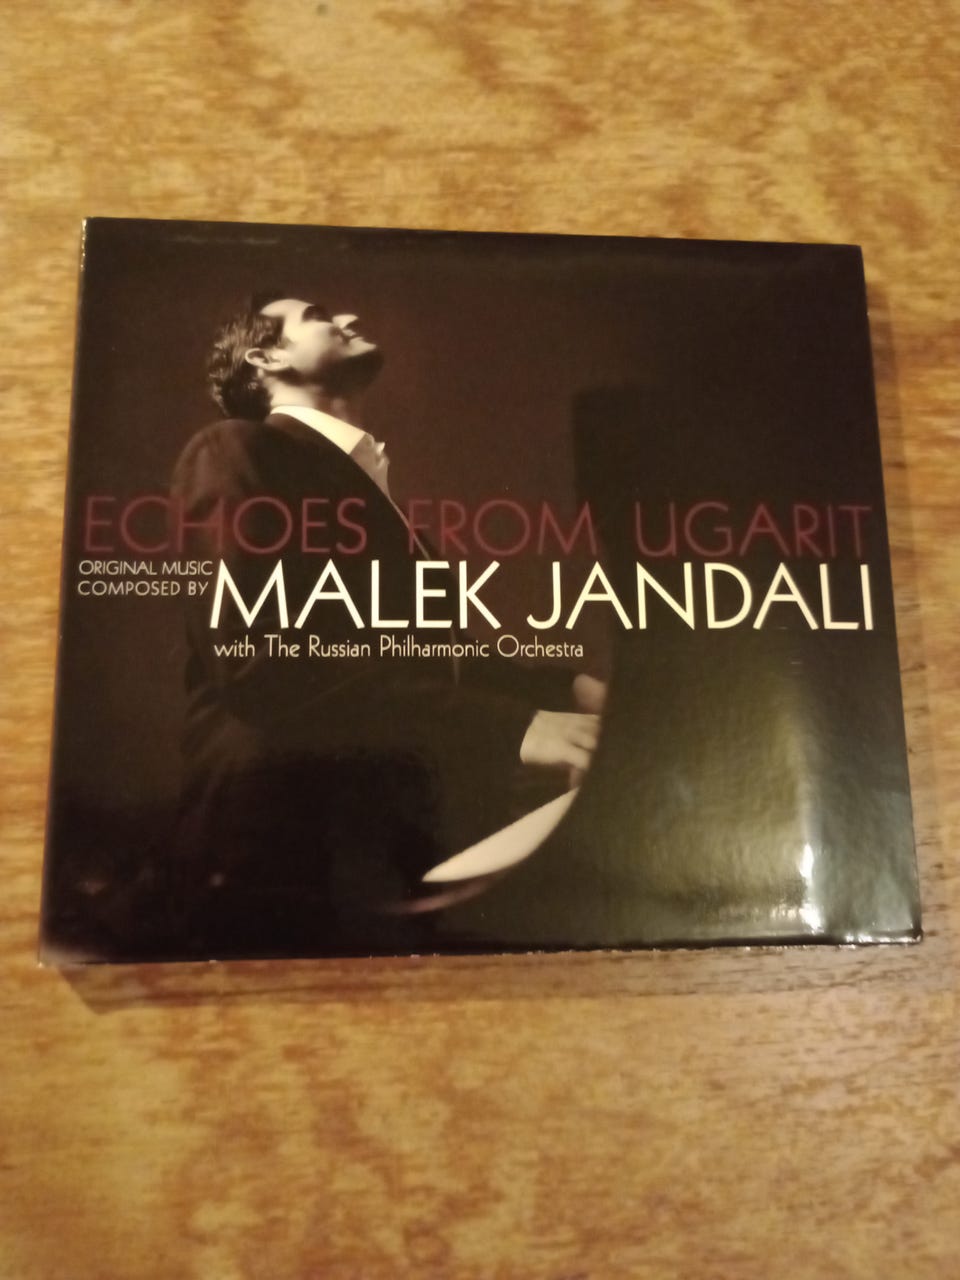 ECHOES FROM UGARIT
ORIGINAL MUSIC
COMPOSED BY
MALEK JANDALI
with The Russian Philharmonic Orchestra